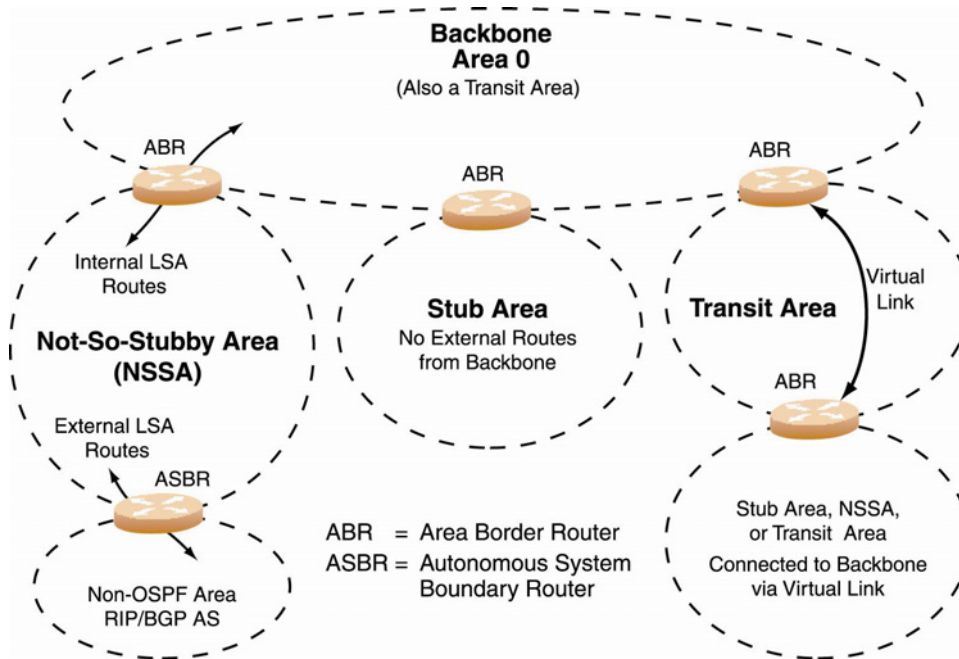 Backbone
Area 0
(Also a Transit Area)
ABR
ABR
ABR
Internal LSA
Routes
Not-So-Stubby Area
(NSSA)
External LSA
Routes
ASBR
Non-OSPF Area
RIP/BGP AS
Stub Area
No External Routes
from Backbone
Transit Area
Virtual
Link
ABR
Stub Area, NSSA,
or Transit Area
Connected to Backbone
via Virtual Link
ABR = Area Border Router
ASBR = Autonomous System
Boundary Router